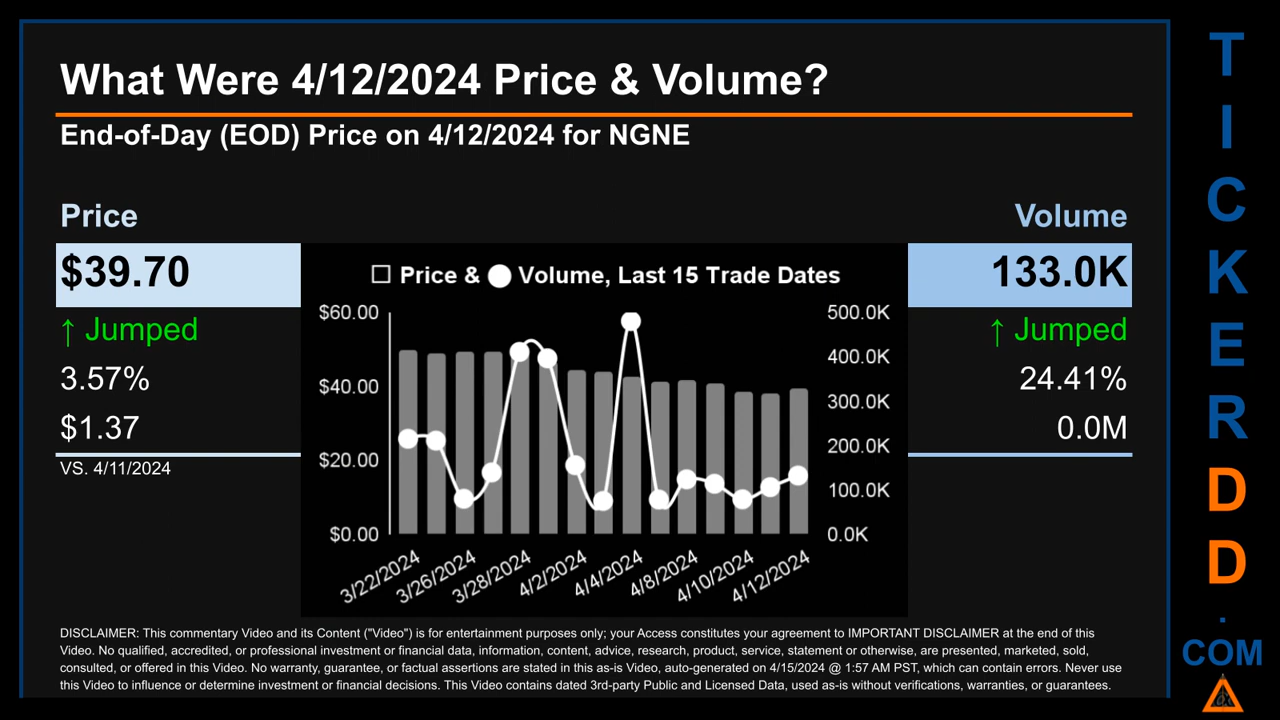 What Were 4/12/2024 Price & Volume?
End-of-Day (EOD) Price on 4/12/2024 for NGNE
Price
$39.70
↑ Jumped
3.57%
$1.37
VS. 4/11/2024
Price & Volume, Last 15 Trade Dates
$60.00
$40.00
$20.00
$0.00
500.0K
400.0K
300.0K
200.0K
100.0K
0.0K
3/22/2024
3/26/2024
3/28/2024
4/2/2024
4/4/2024
4/8/2024
4/10/2024
4/12/2024
Volume
133.0K
↑ Jumped
24.41%
0.0M
DISCLAIMER: This commentary Video and its Content ("Video") is for entertainment purposes only; your Access constitutes your agreement to IMPORTANT DISCLAIMER at the end of this
Video. No qualified, accredited, or professional investment or financial data, information, content, advice, research, product, service, statement or otherwise, are presented, marketed, sold,
consulted, or offered in this Video. No warranty, guarantee, or factual assertions are stated in this as-is Video, auto-generated on 4/15/2024 @ 1:57 AM PST, which can contain errors. Never use
this Video to influence or determine investment or financial decisions. This Video contains dated 3rd-party Public and Licensed Data, used as-is without verifications, warranties, or guarantees.
T
I
C
K
E
R
D
D
.
COM